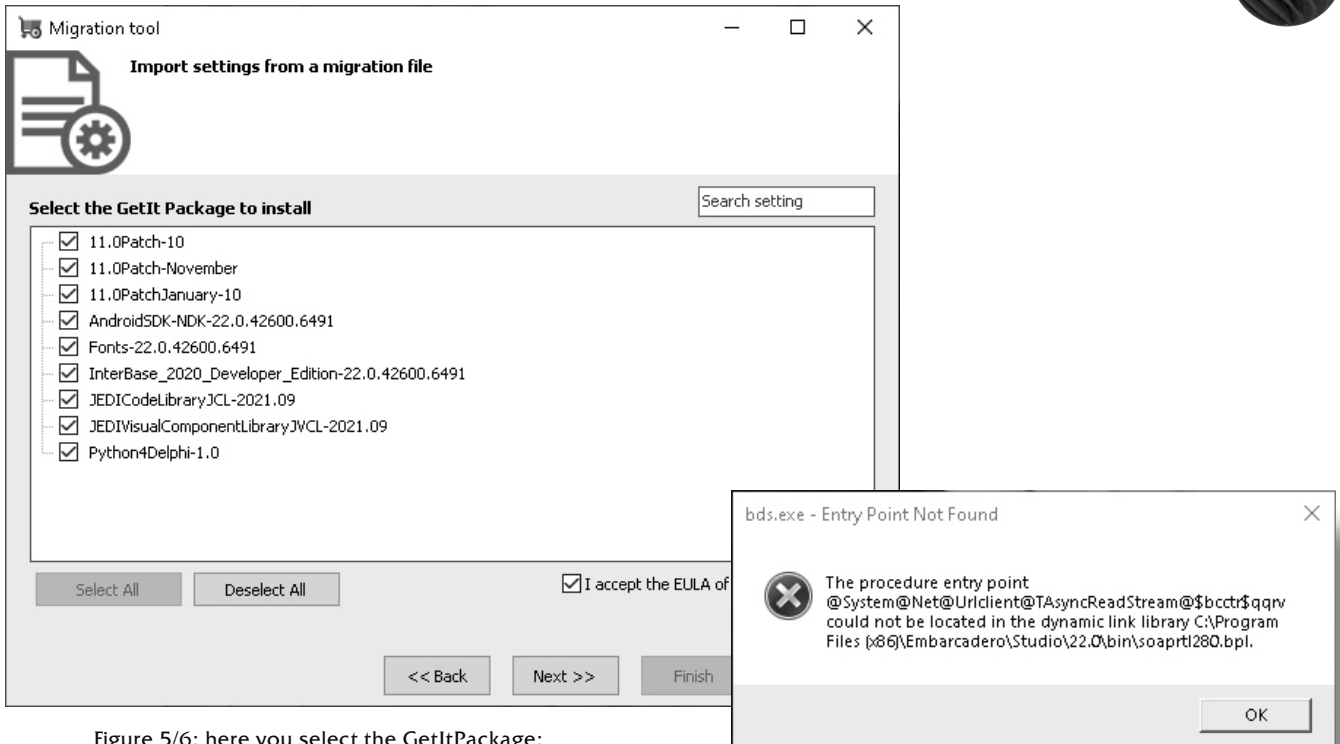 Migration tool
Import settings from a migration file
Select the GetIt Package to install
Search setting
11.0Patch-10
11.0Patch-November
11.0PatchJanuary-10
AndroidSDK-NDK-22.0.42600.6491
Fonts-22.0.42600.6491
InterBase_2020_Developer_Edition-22.0.42600.6491
JEDICodeLibraryJCL-2021.09
JEDIVisualComponentLibraryJVCL-2021.09
Python4Delphi-1.0
Select All
Deselect All
I accept the EULA of
<< Back
Next >>
Finish
bds.exe - Entry Point Not Found
The procedure entry point
@System@Net@Urlclient@TAsyncReadStream@$bcctr$qqrv
could not be located in the dynamic link library C:\Program
Files (x86)\Embarcadero\Studio\22.0\bin\soaprtl280.bpl.
OK
Figure 5/6: here you select the GetItPackage: